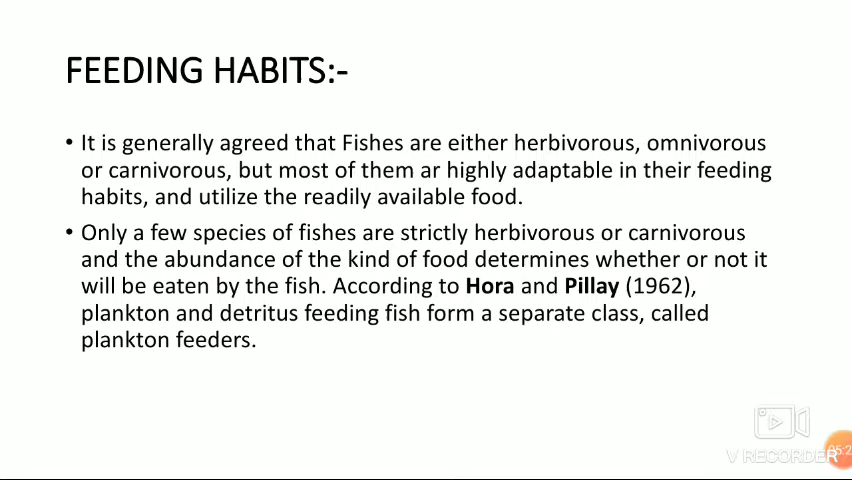 FEEDING HABITS:-
• It is generally agreed that Fishes are either herbivorous, omnivorous
or carnivorous, but most of them ar highly adaptable in their feeding
habits, and utilize the readily available food.
• Only a few species of fishes are strictly herbivorous or carnivorous
and the abundance of the kind of food determines whether or not it
will be eaten by the fish. According to Hora and Pillay (1962),
plankton and detritus feeding fish form a separate class, called
plankton feeders.
V RECORDER
05:2